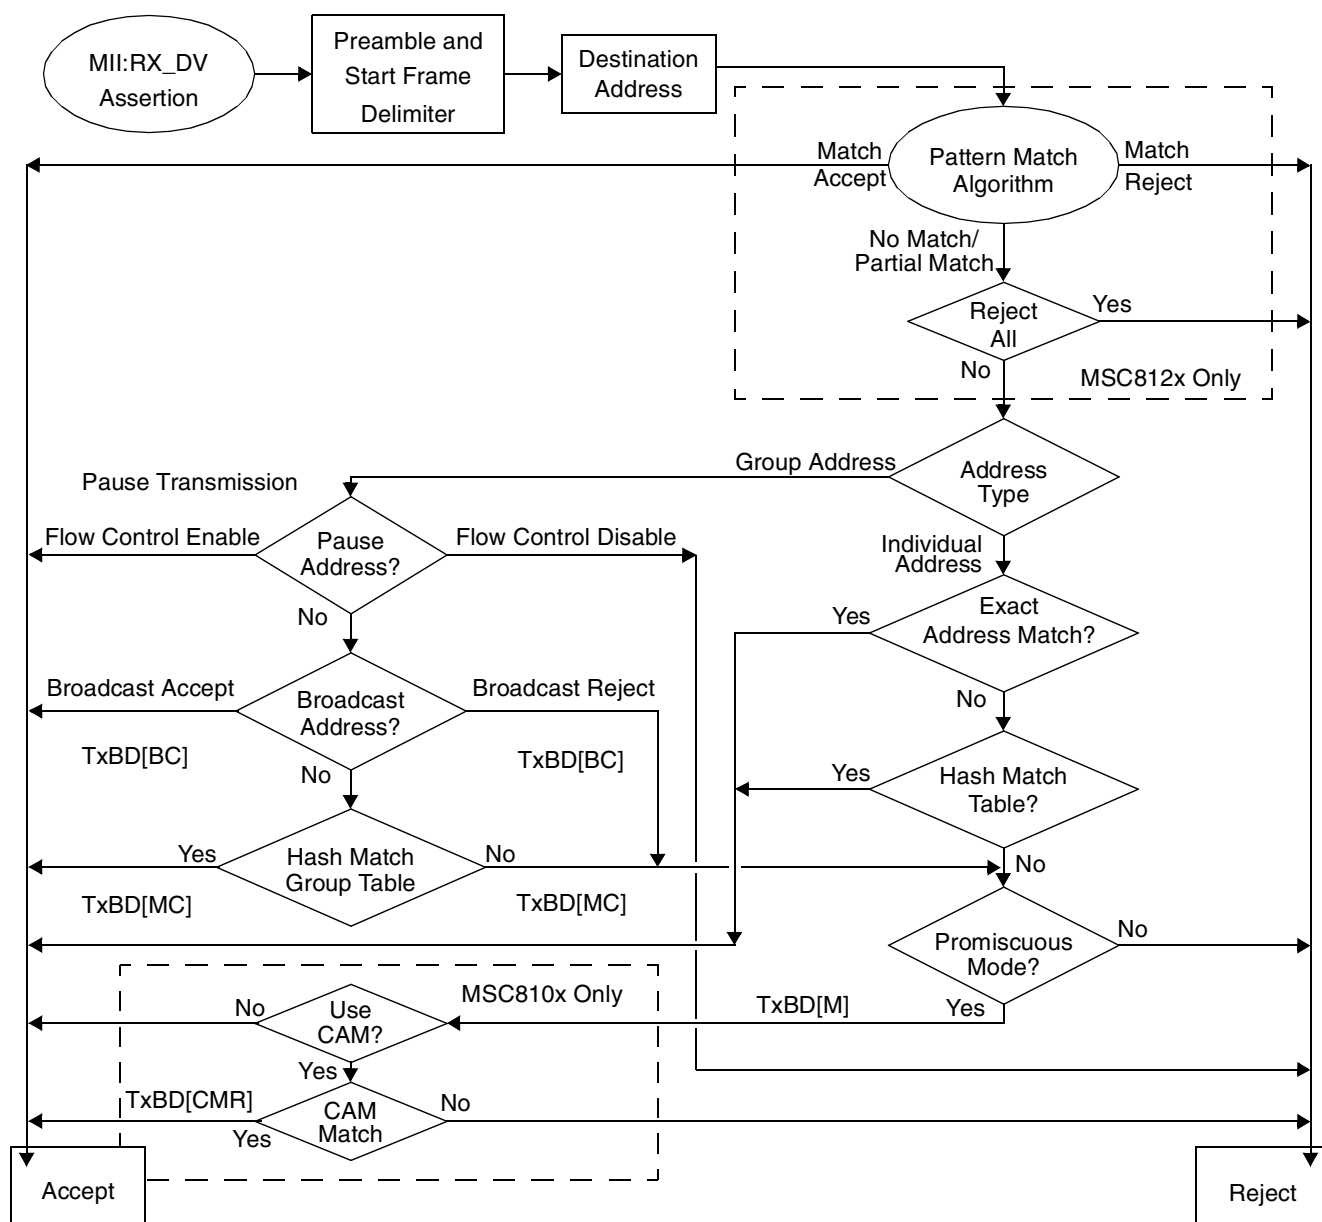 MII:RX_DV
Assertion
Preamble and
Start Frame
Delimiter
Destination
Address
Match
Accept
Pattern Match
Algorithm
Match
Reject
No Match/
Partial Match
Reject
All
Yes
No
MSC812x Only
Group Address
Address
Type
Pause Transmission
Flow Control Enable
Pause
Address?
Flow Control Disable
Individual
Address
No
Yes
Exact
Address Match?
Broadcast Accept
Broadcast
Address?
Broadcast Reject
No
TxBD[BC]
TxBD[BC]
No
Yes
Hash Match
Table?
Yes
Hash Match
Group Table
No
No
TxBD[MC]
TxBD[MC]
Promiscuous
Mode?
No
MSC810x Only
No
Use
CAM?
TxBD[M]
Yes
Yes
TxBD[CMR]
Yes
CAM
Match
No
Accept
Reject